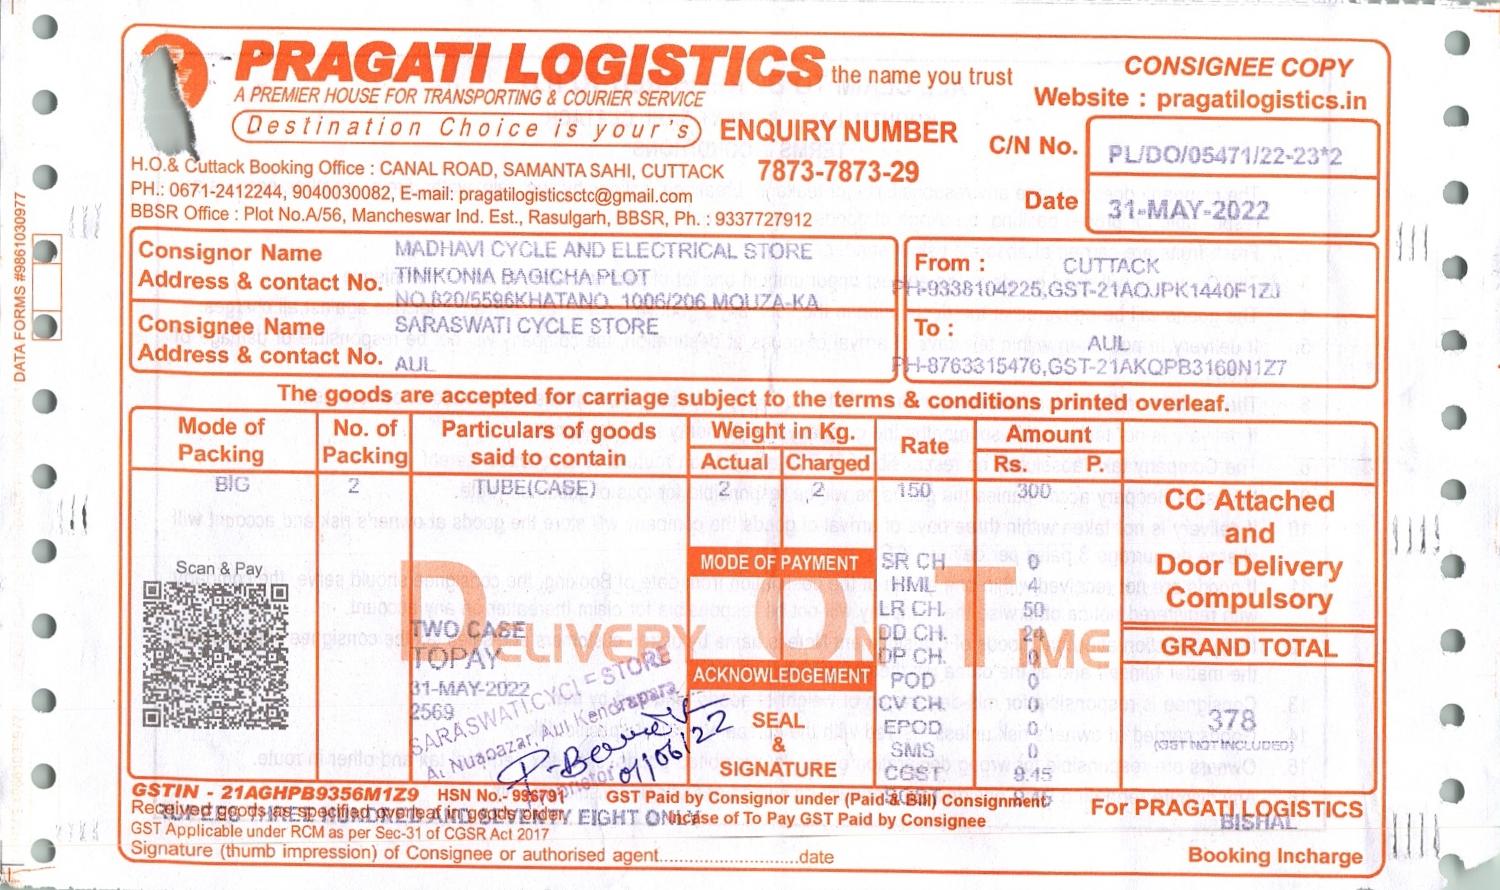 PRAGATI LOGISTICS the name you trust
A PREMIER HOUSE FOR TRANSPORTING & COURIER SERVICE
Destination Choice is your's
ENQUIRY NUMBER
7873-7873-29
CONSIGNEE COPY
Website : pragatilogistics.in
C/N No. PL/DO/05471/22-23*2
Date 31-MAY-2022
H.O.& Cuttack Booking Office : CANAL ROAD, SAMANTA SAHI, CUTTACK
PH.: 0671-2412244, 9040030082, E-mail: pragatilogisticsctc@gmail.com
BBSR Office : Plot No.A/56, Mancheswar Ind. Est., Rasulgarh, BBSR, Ph. : 9337727912
DATA FORMS #9861030977
Consignor Name MADHAVI CYCLE AND ELECTRICAL STORE
Address & contact No. TINIKONIA BAGICHA PLOT
NO.820/5596KHATANO. 1006/206 MOUZA-KA
From : CUTTACK
PH-9338104225,GST-21AOJPK1440F1ZJ
Consignee Name SARASWATI CYCLE STORE
Address & contact No. AUL
To : AUL
PH-8763315476,GST-21AKQPB3160N1Z7
The goods are accepted for carriage subject to the terms & conditions printed overleaf.
Mode of Packing
No. of Packing
Particulars of goods said to contain
Weight in Kg.
Actual Charged
Rate
Amount
Rs. P.
BIG 2 TUBE(CASE) 2 2 150 300
CC Attached
and
Door Delivery
Compulsory
MODE OF PAYMENT
Scan & Pay
DELIVERY ON TIME
TWO CASE
TOPAY
31-MAY-2022
2569
SR CH 0
HML 4
LR CH. 50
DD CH. 24
DP CH. 0
POD 0
CV CH. 0
EPOD 0
SMS 0
CGST 9.45
SGST 9.45
GRAND TOTAL
378
(GST NOT INCLUDED)
ACKNOWLEDGEMENT
SEAL
&
SIGNATURE
SARASWATI CYCLE STORE
At Nuapazar, Aul Kendrapara
01/06/22
GSTIN - 21AGHPB9356M1Z9 HSN No.- 996791 GST Paid by Consignor under (Paid & Bill) Consignment
Received goods as specified overleaf in goods order
RUPEES THREE HUNDRED AND SEVENTY EIGHT ONLY
Incase of To Pay GST Paid by Consignee
GST Applicable under RCM as per Sec-31 of CGSR Act 2017
Signature (thumb impression) of Consignee or authorised agent..............................date
For PRAGATI LOGISTICS
BISHAL
Booking Incharge